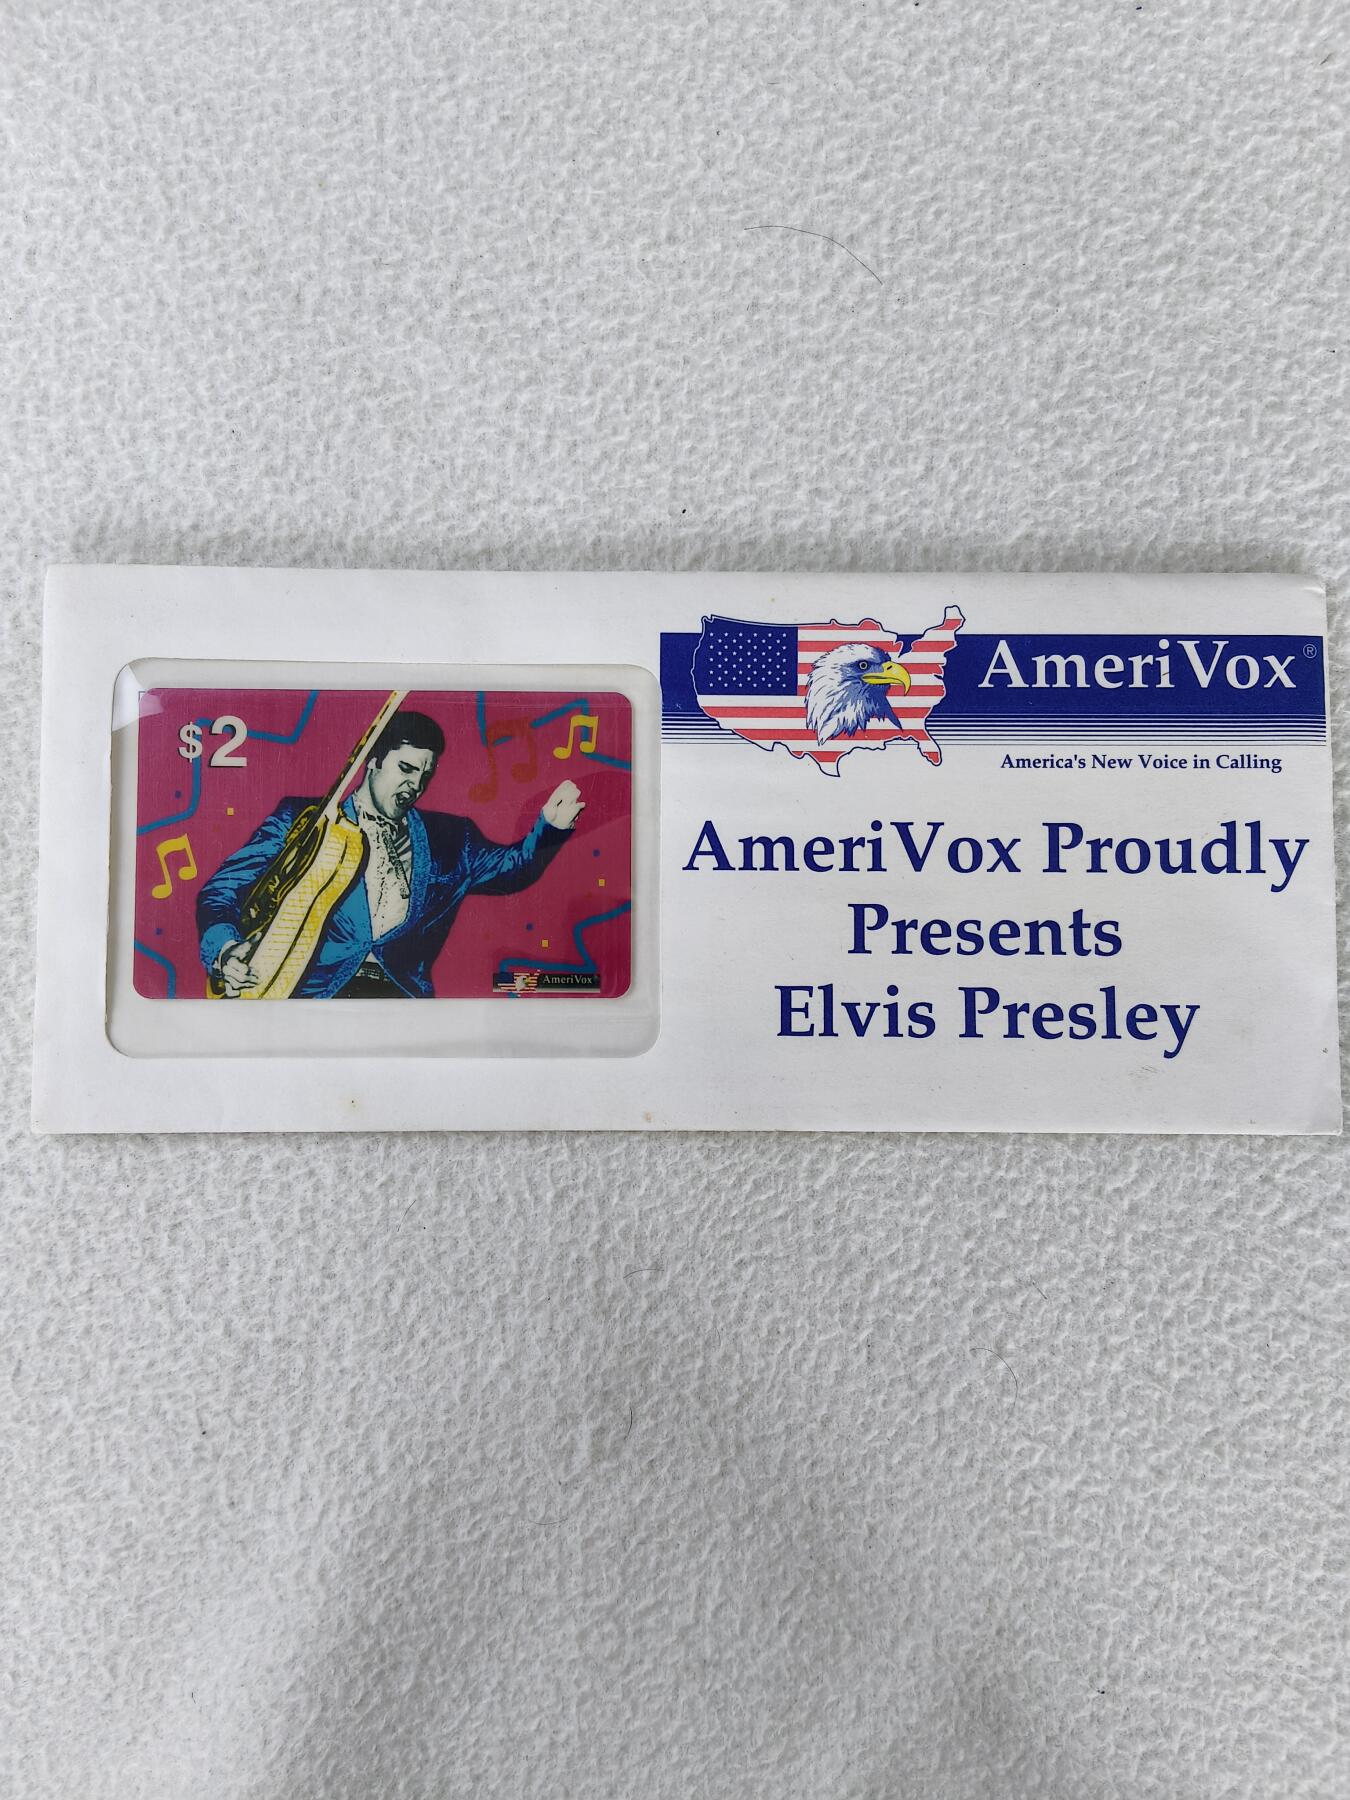 $2
AmeriVox
AmeriVox®
America's New Voice in Calling
AmeriVox Proudly
Presents
Elvis Presley